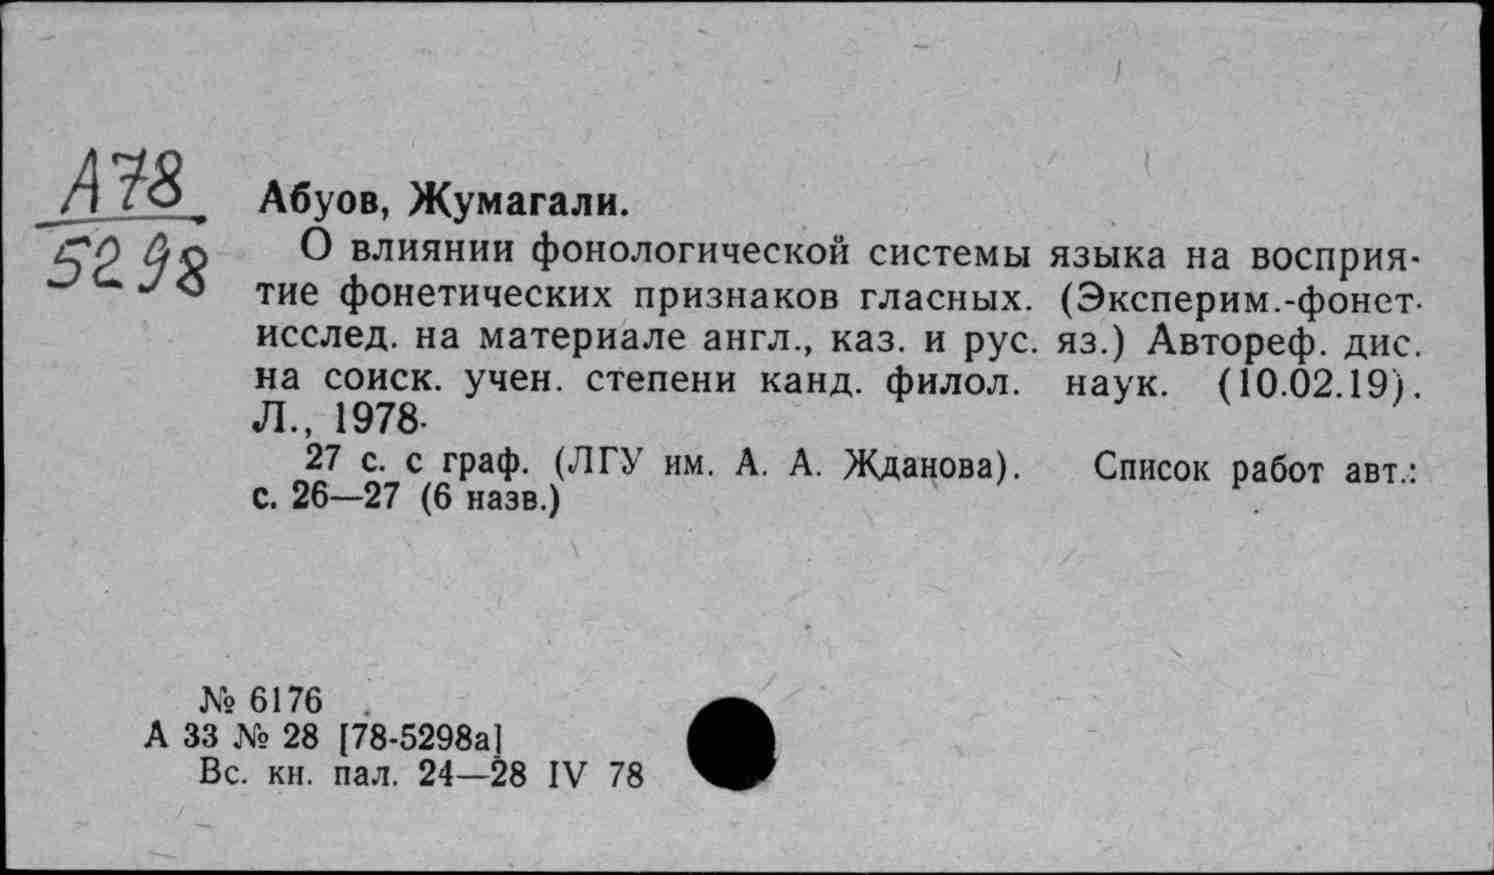 А78
5298
Абуов, Жумагали.
О влиянии фонологической системы языка на восприя-
тие фонетических признаков гласных. (Эксперим.-фонет.
исслед. на материале англ., каз. и рус. яз.) Автореф. дис.
на соиск. учен. степени канд. филол. наук. (10.02.19).
Л., 1978.
27 с. с граф. (ЛГУ им. А. А. Жданова). Список работ авт.:
с. 26—27 (6 назв.)
№ 6176
А 33 № 28 [78-5298а]
Вс. кн. пал. 24—28 IV 78